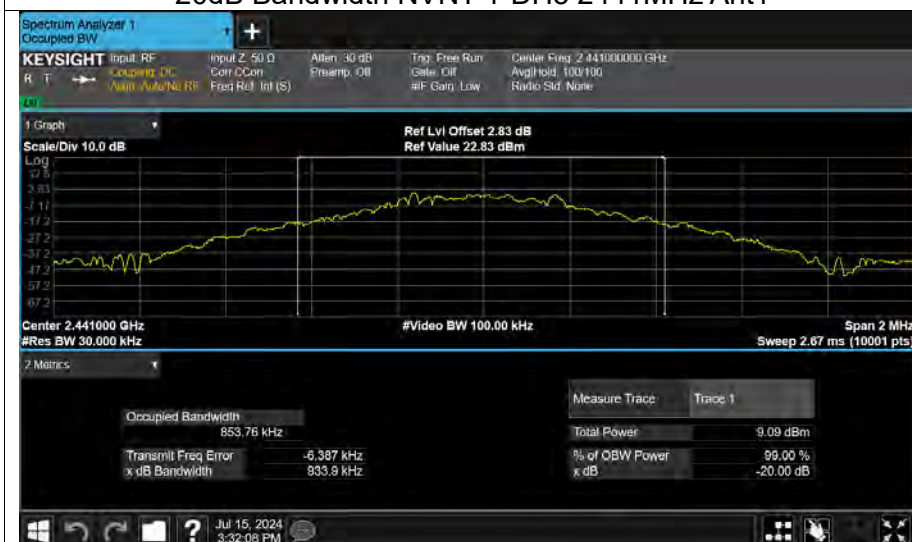 20dB Bandwidth NVNT 1-DH5 2441MHz Ant1
Spectrum Analyzer 1
Occupied BW
KEYSIGHT Input: RF Input Z: 50 Ω Atten: 30 dB Trig: Free Run Center Freq: 2.441000000 GHz
R T Coupling: DC Corr CCorr Preamp: Off Gate: Off Avg|Hold: 100/100
Align: Auto/No RF Freq Ref: Int (S) #IF Gain: Low Radio Std: None
1 Graph
Ref Lvl Offset 2.83 dB
Scale/Div 10.0 dB Ref Value 22.83 dBm
Log
2.83
-7.17
-17.2
-27.2
-37.2
-47.2
-57.2
-67.2
Center 2.441000 GHz #Video BW 100.00 kHz Span 2 MHz
#Res BW 30.000 kHz Sweep 2.67 ms (10001 pts)
2 Metrics
Measure Trace Trace 1
Occupied Bandwidth
853.76 kHz Total Power 9.09 dBm
Transmit Freq Error -6.387 kHz % of OBW Power 99.00 %
x dB Bandwidth 933.9 kHz x dB -20.00 dB
? Jul 15, 2024
3:32:08 PM